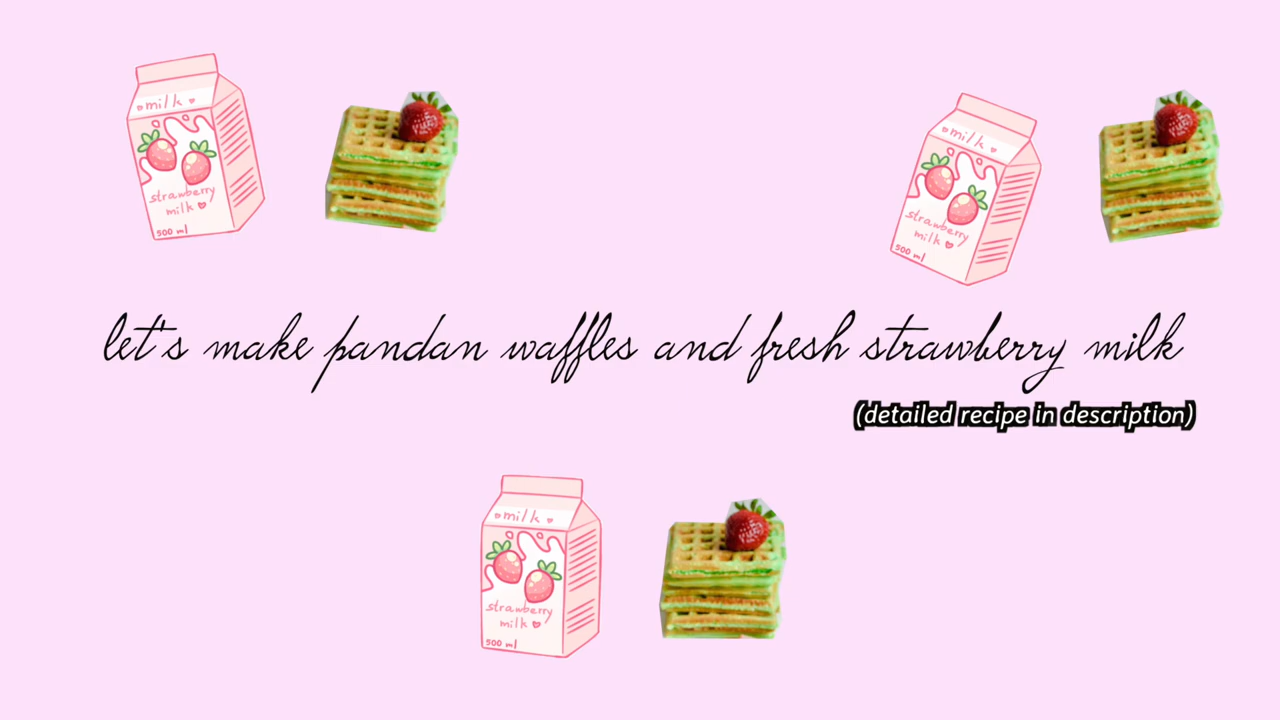 milk
strawberry
milk
500 ml
milk
strawberry
milk
500 ml
let's make pandan waffles and fresh strawberry milk
(detailed recipe in description)
milk
strawberry
milk
500 ml